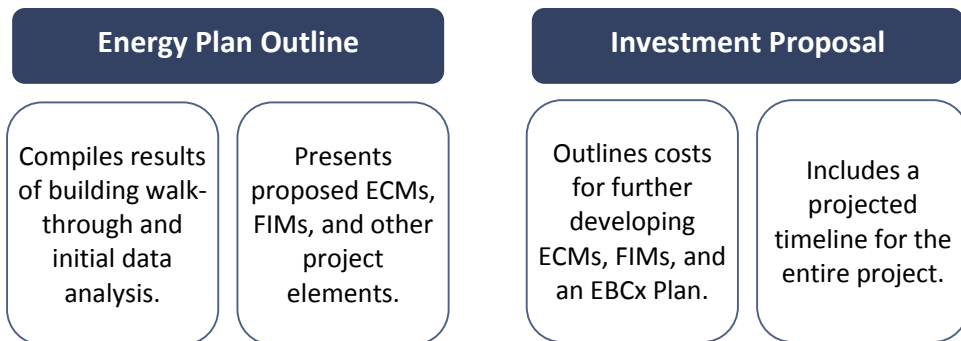 Energy Plan Outline
Compiles results
of building walk-
through and
initial data
analysis.
Presents
proposed ECMs,
FIMs, and other
project
elements.
Investment Proposal
Outlines costs
for further
developing
ECMs, FIMs, and
an EBCx Plan.
Includes a
projected
timeline for the
entire project.